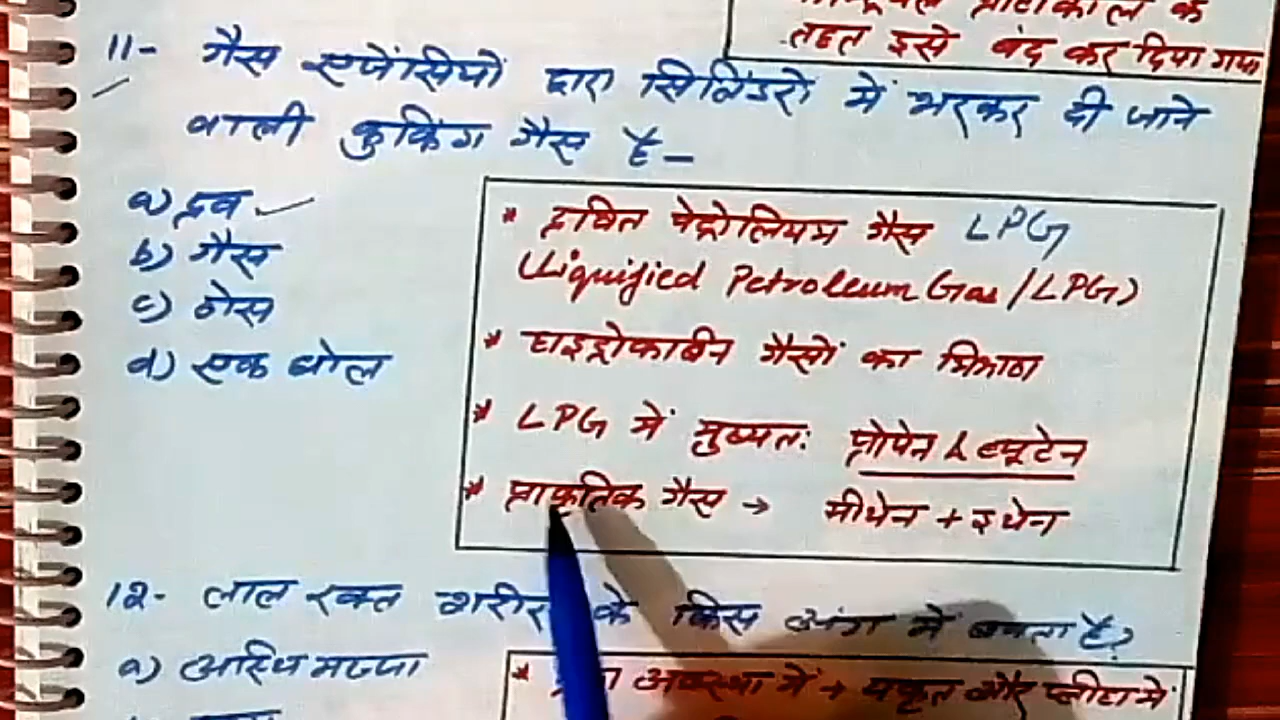 के
तहत इसे बंद कर दिया गया
11- गैस एजेंसियों द्वारा सिलिंडरों में भरकर दी जाने
वाली कुकिंग गैस है -
a) द्रव
b) गैस
c) ठोस
d) एक घोल
* द्रवित पेट्रोलियम गैस LPG
(Liquified Petroleum Gas/LPG)
* हाइड्रोकार्बन गैसों का मिश्रण
* LPG में मुख्यतः प्रोपेन & ब्यूटेन
* प्राकृतिक गैस → मीथेन + इथेन
12- लाल रक्त शरीर के किस अंग में बनता है?
a) अस्थि मज्जा
* अवस्था में → यकृत और प्लीहा में